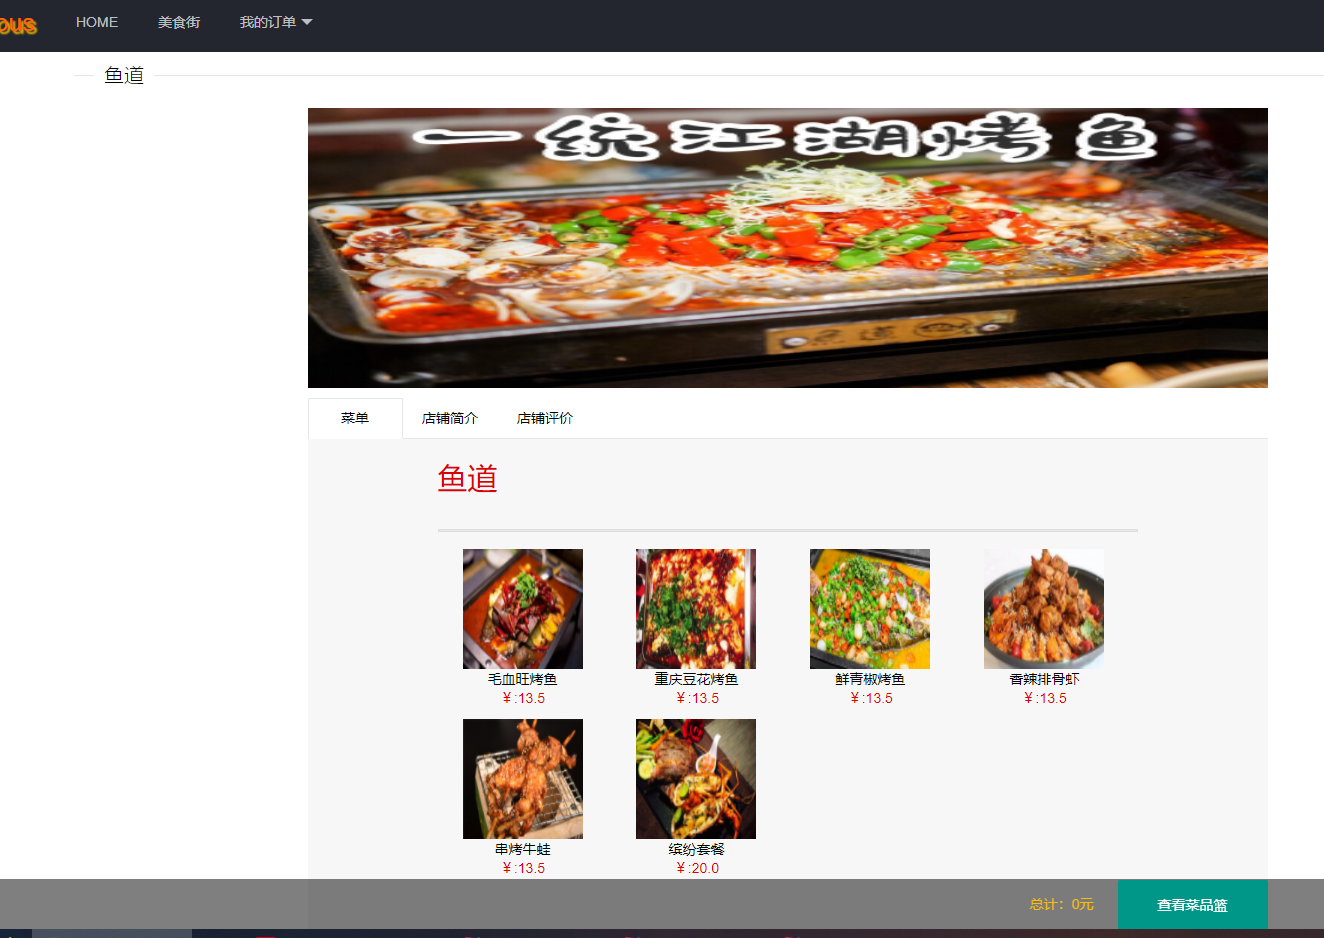 ous HOME 美食街 我的订单
鱼道
一统江湖烤鱼
鱼道
菜单 店铺简介 店铺评价
鱼道
毛血旺烤鱼 重庆豆花烤鱼 鲜青椒烤鱼 香辣排骨虾
¥:13.5 ¥:13.5 ¥:13.5 ¥:13.5
串烤牛蛙 缤纷套餐
¥:13.5 ¥:20.0
总计：0元 查看菜品篮